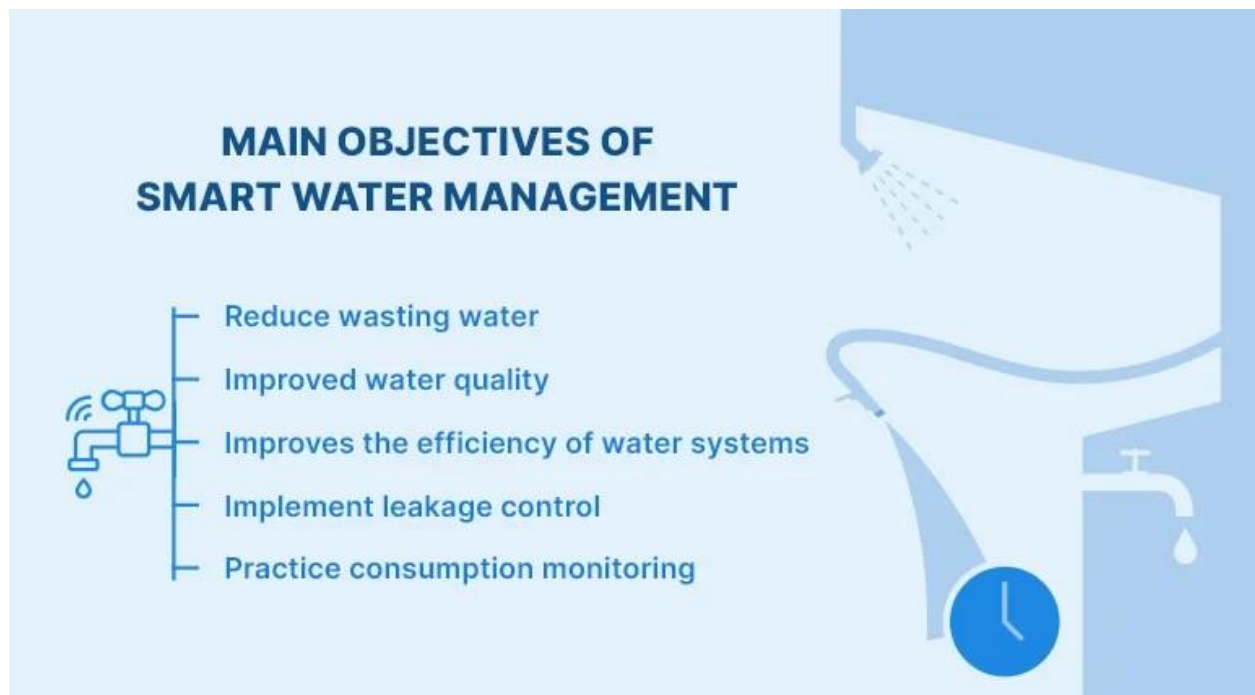 MAIN OBJECTIVES OF
SMART WATER MANAGEMENT
Reduce wasting water
Improved water quality
Improves the efficiency of water systems
Implement leakage control
Practice consumption monitoring